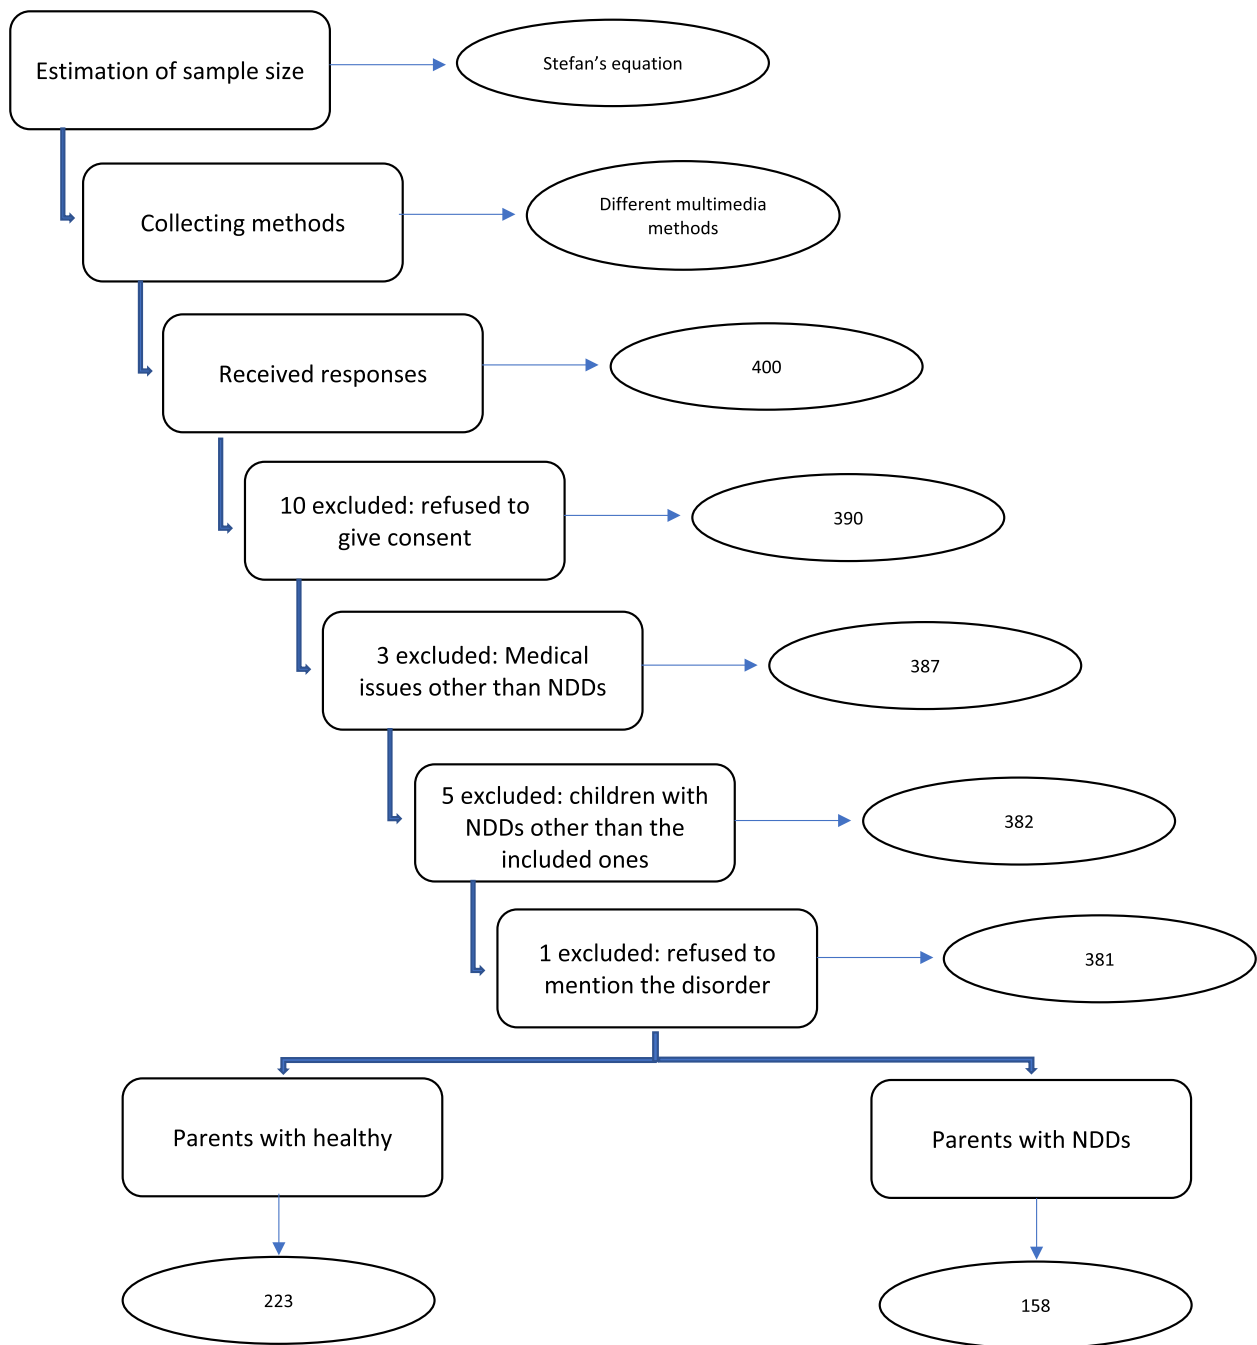 Estimation of sample size
Stefan's equation
Collecting methods
Different multimedia
methods
Received responses
400
10 excluded: refused to
give consent
390
3 excluded: Medical
issues other than NDDs
387
5 excluded: children with
NDDs other than the
included ones
382
1 excluded: refused to
mention the disorder
381
Parents with healthy
Parents with NDDs
223
158